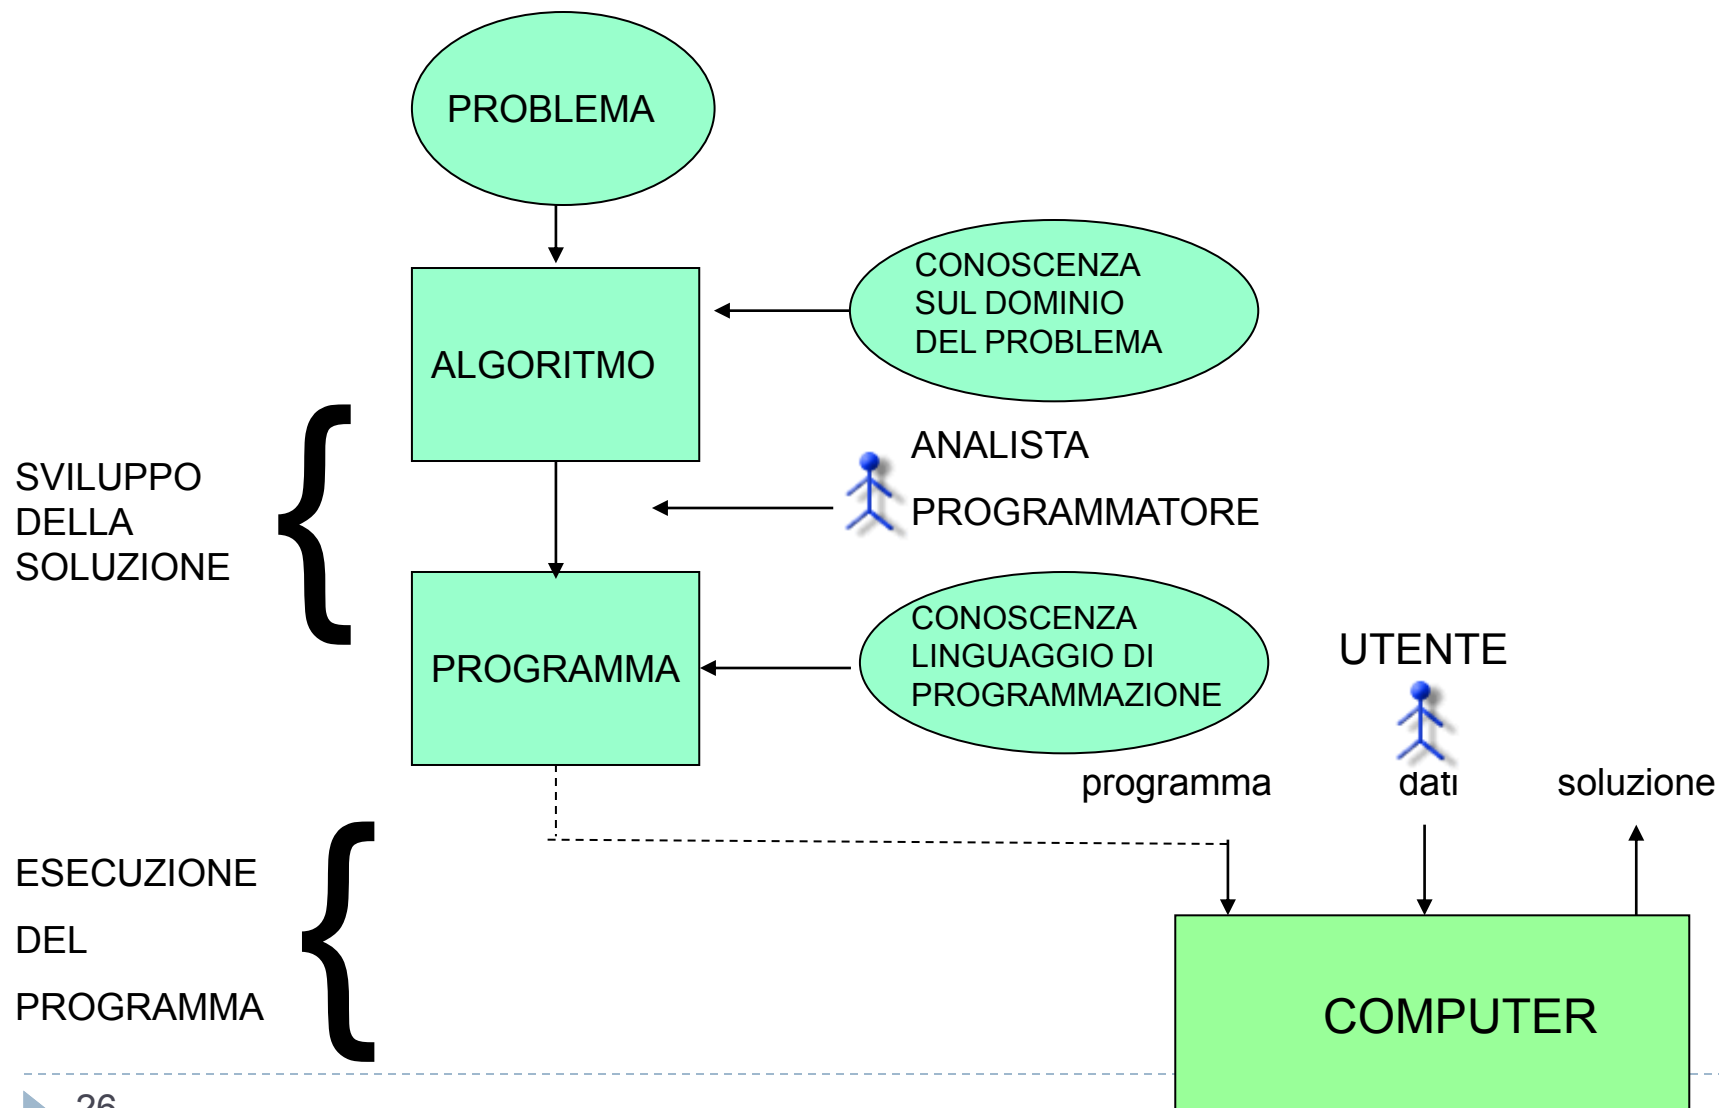 PROBLEMA
CONOSCENZA
SUL DOMINIO
DEL PROBLEMA
ALGORITMO
ANALISTA
PROGRAMMATORE
SVILUPPO
DELLA
SOLUZIONE
CONOSCENZA
LINGUAGGIO DI
PROGRAMMAZIONE
PROGRAMMA
UTENTE
programma
dati
soluzione
ESECUZIONE
DEL
PROGRAMMA
COMPUTER
26